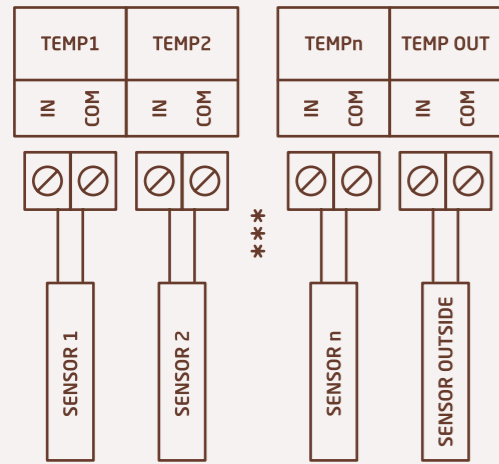 TEMP1 TEMP2 TEMPn TEMP OUT
IN COM IN COM IN COM IN COM
***
SENSOR 1
SENSOR 2
SENSOR n
SENSOR OUTSIDE